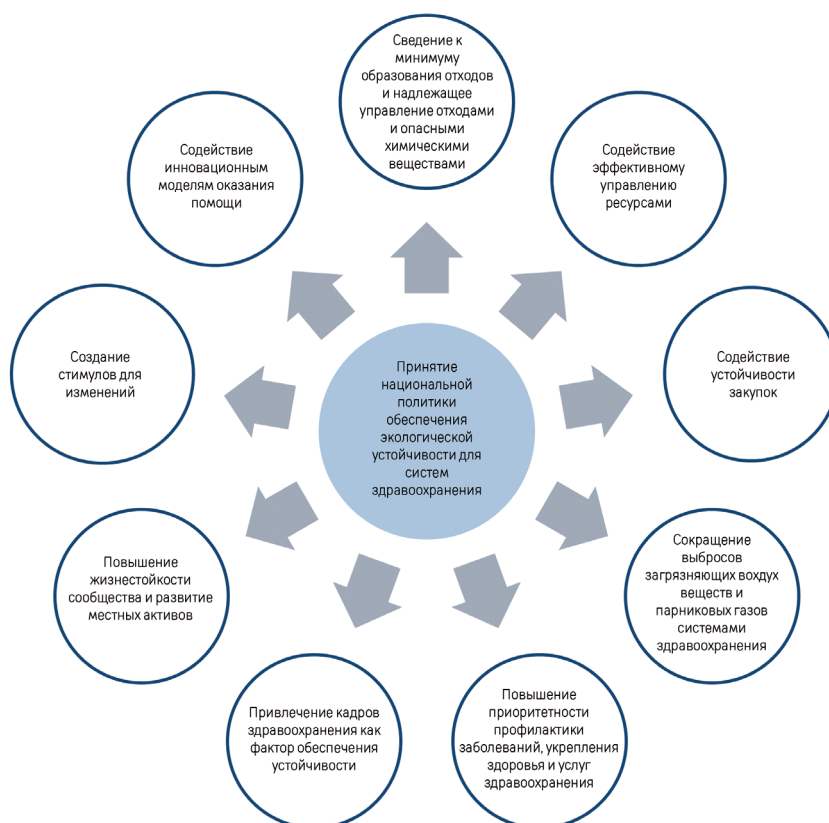 Сведение к
минимуму
образования отходов
и надлежащее
управление отходами
и опасными
химическими
веществами
Содействие
эффективному
управлению
ресурсами
Содействие
устойчивости
закупок
Сокращение
выбросов
загрязняющих вохдух
веществ и
парниковых газов
системами
здравоохранения
Повышение
приоритетности
профилактики
заболеваний, укрепления
здоровья и услуг
здравоохранения
Привлечение кадров
здравоохранения как
фактор обеспечения
устойчивости
Повышение
жизнестойкости
сообщества и развитие
местных активов
Создание
стимулов для
изменений
Содействие
инновационным
моделям оказания
помощи
Принятие
национальной
политики
обеспечения
экологической
устойчивости для
систем
здравоохранения